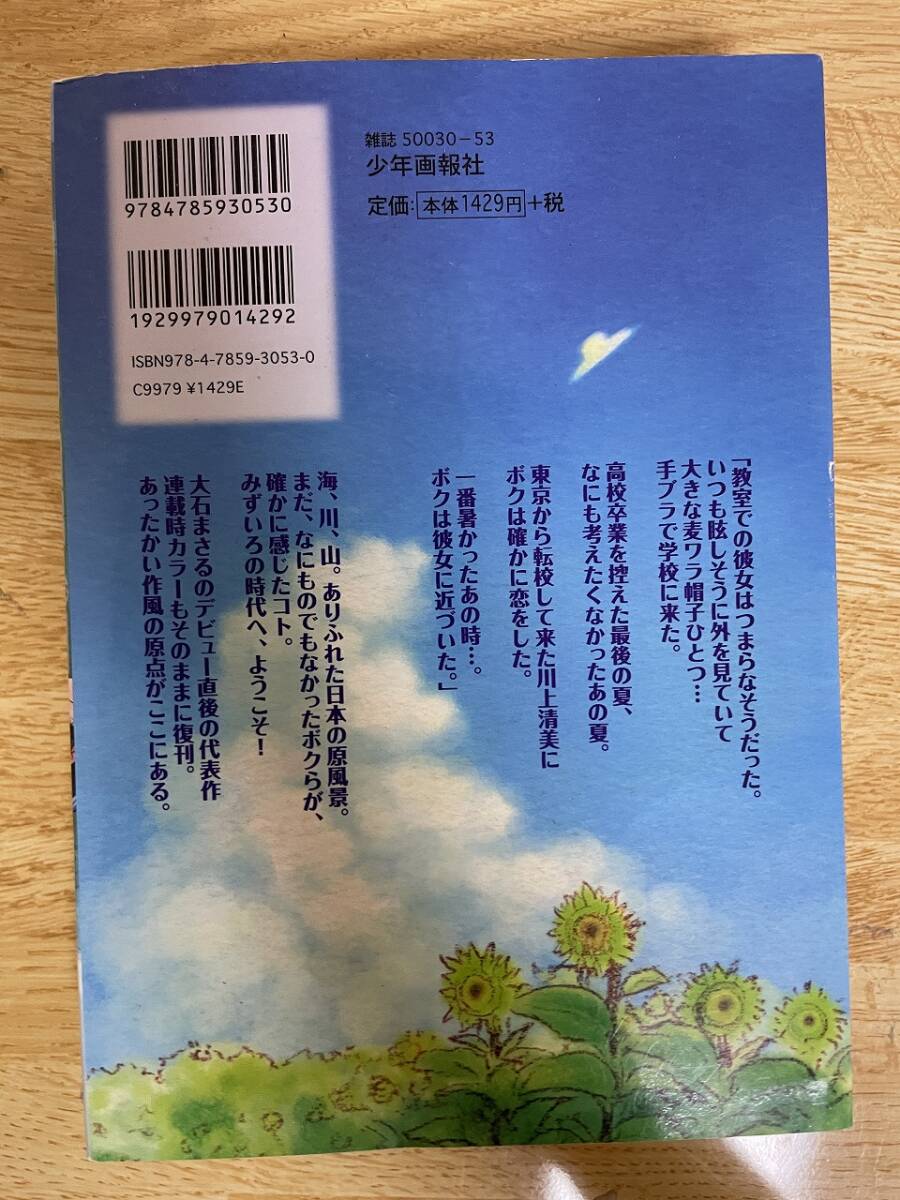 9784785930530
1929979014292
ISBN978-4-7859-3053-0
C9979 ¥1429E
雑誌 50030-53
少年画報社
定価:本体1429円+税
「教室での彼女はつまらなそうだった。
いつも眩しそうに外を見ていて
大きな麦ワラ帽子ひとつ…
手ブラで学校に来た。
高校卒業を控えた最後の夏、
なにも考えたくなかったあの夏。
東京から転校して来た川上清美に
ボクは確かに恋をした。
一番暑かったあの時…。
ボクは彼女に近づいた。」
海、川、山。ありふれた日本の原風景。
まだ、なにものでもなかったボクらが、
確かに感じたコト。
みずいろの時代へ、ようこそ!
大石まさるのデビュー直後の代表作
連載時カラーもそのままに復刊。
あったかい作風の原点がここにある。